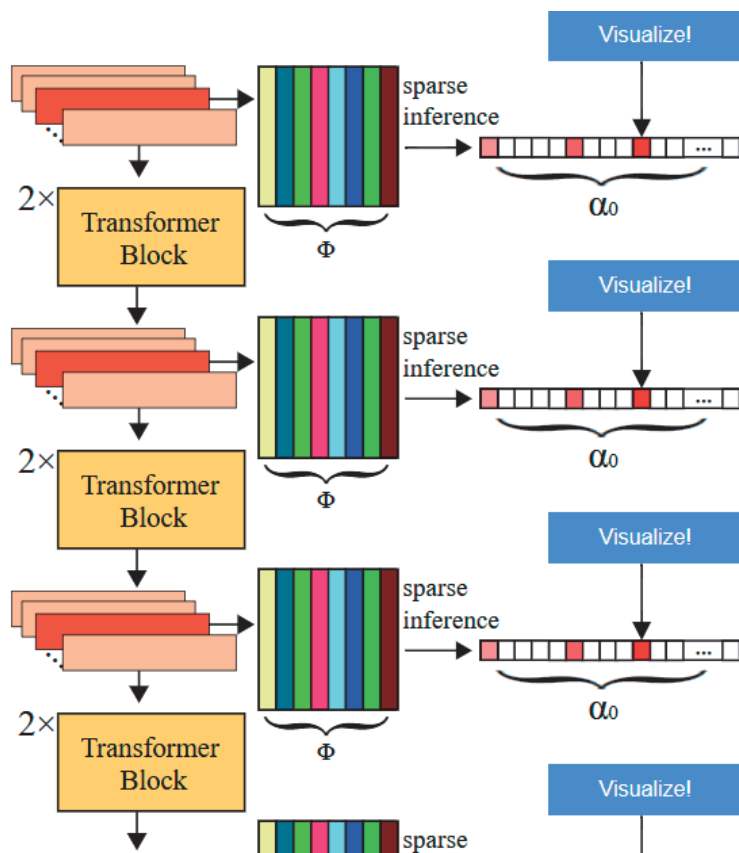 Visualize!
sparse
inference
...
α₀
Φ
2×
Transformer
Block
Visualize!
sparse
inference
...
α₀
Φ
2×
Transformer
Block
Visualize!
sparse
inference
...
α₀
Φ
2×
Transformer
Block
Visualize!
sparse